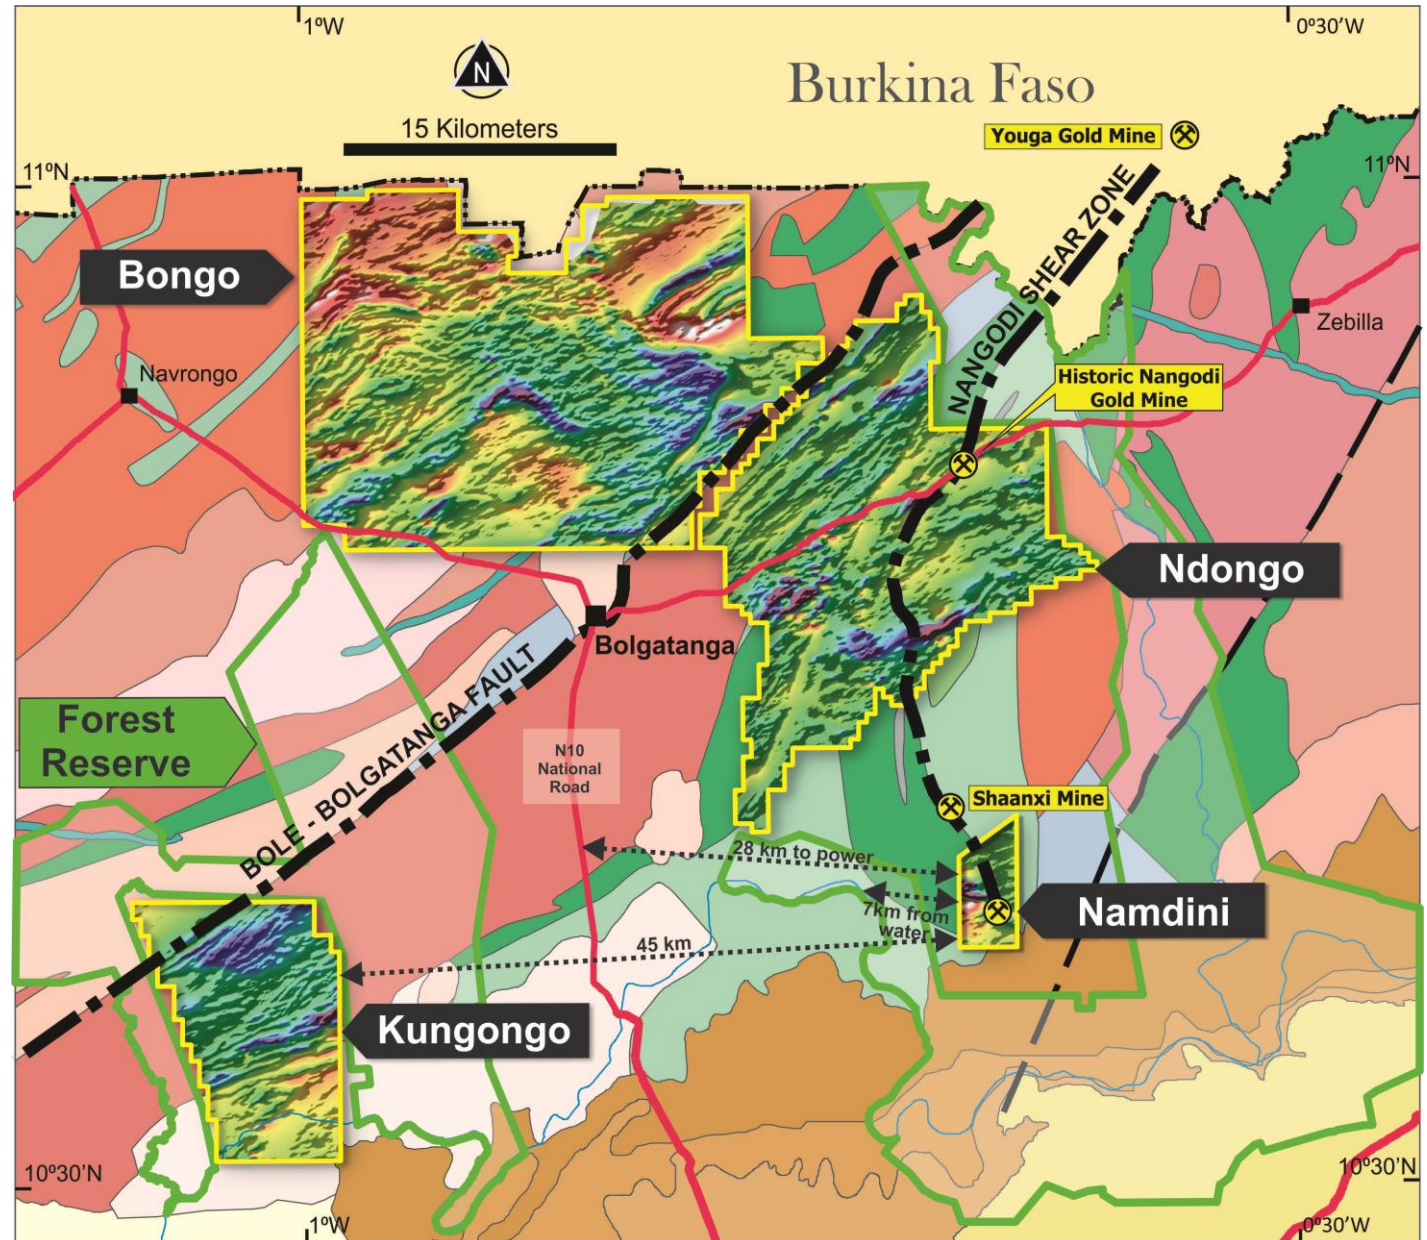 1ºW
0º30'W
N
Burkina Faso
15 Kilometers
Youga Gold Mine
11ºN
11ºN
NANGODI SHEAR ZONE
Bongo
Zebilla
Navrongo
Historic Nangodi
Gold Mine
Ndongo
Bolgatanga
BOLE - BOLGATANGA FAULT
Forest
Reserve
N10
National
Road
Shaanxi Mine
28 km to power
7km from
water
Namdini
45 km
Kungongo
10º30'N
10º30'N
1ºW
0º30'W